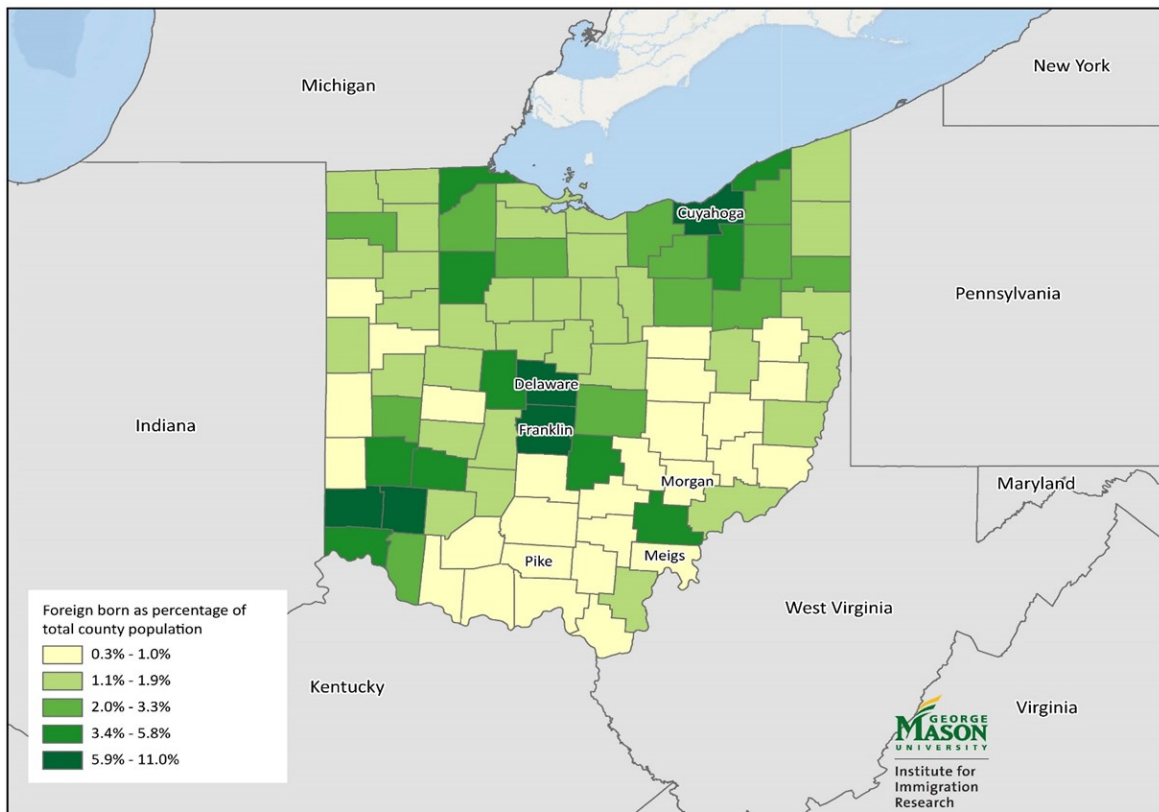 New York
Michigan
Cuyahoga
Pennsylvania
Delaware
Indiana
Franklin
Morgan
Maryland
Meigs
Pike
West Virginia
Kentucky
Virginia
Foreign born as percentage of
total county population
0.3% - 1.0%
1.1% - 1.9%
2.0% - 3.3%
3.4% - 5.8%
5.9% - 11.0%
GEORGE
MASON
UNIVERSITY
Institute for
Immigration
Research